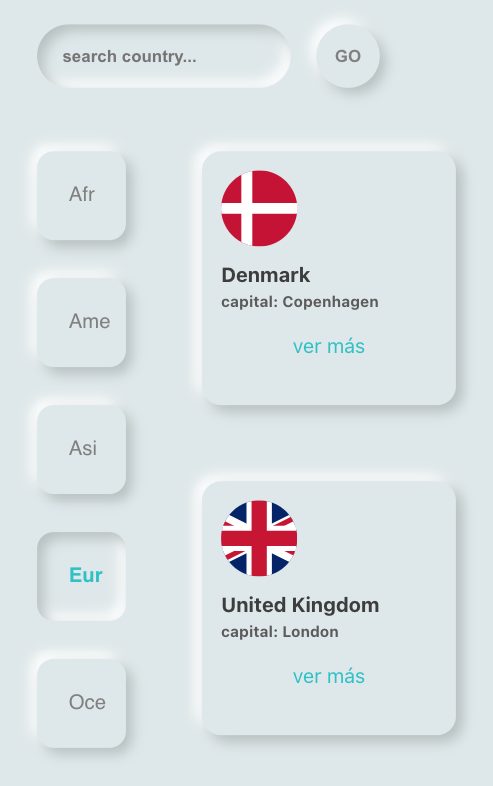 search country...
GO
Afr
Ame
Asi
Eur
Oce
Denmark
capital: Copenhagen
ver más
United Kingdom
capital: London
ver más